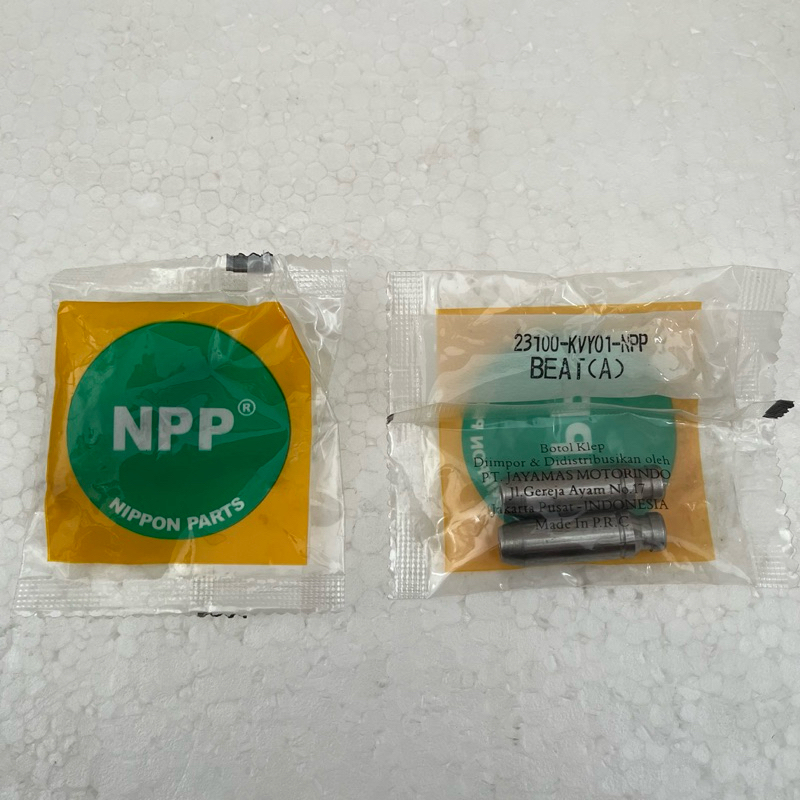 NPP®
NIPPON PARTS
23100-KVY01-NPP
BEAT(A)
Botol Klep
Diimpor & Didistribusikan oleh
PT. JAYAMAS MOTORINDO
Jl.Gereja Ayam No.17
Jakarta Pusat-INDONESIA
Made In P.R.C